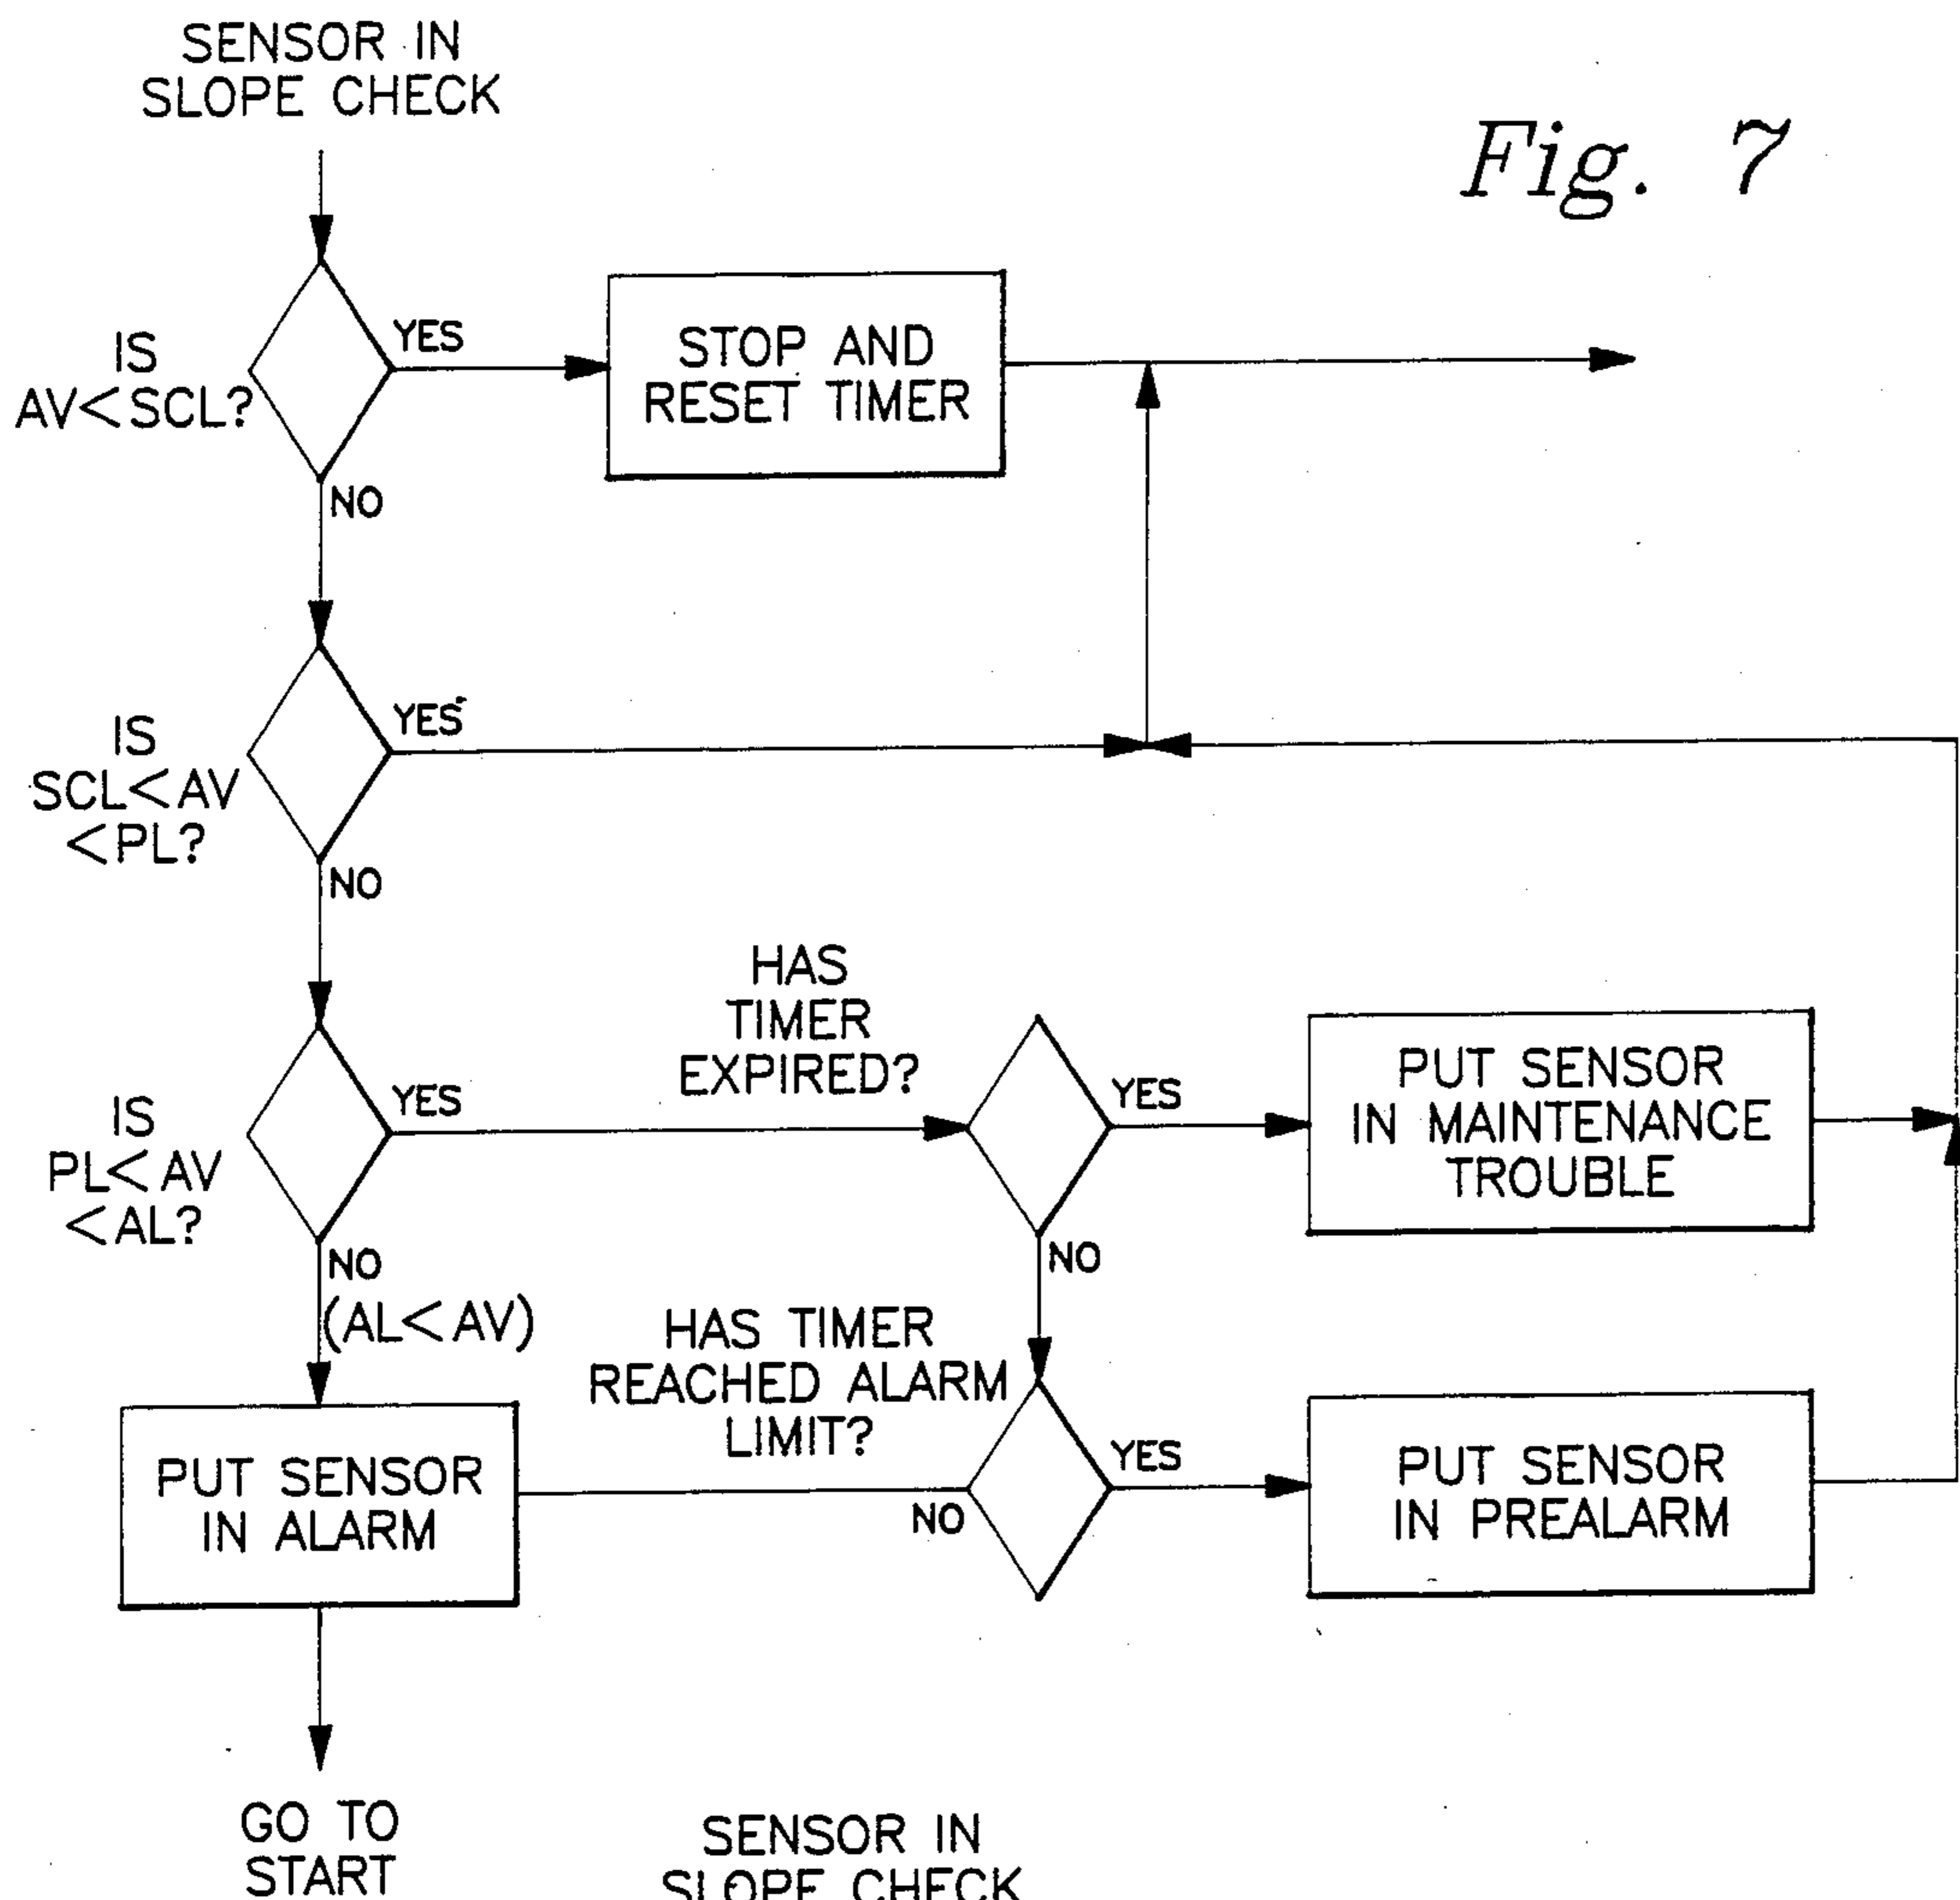 SENSOR IN
SLOPE CHECK
Fig. 7
IS
AV<SCL?
YES
STOP AND
RESET TIMER
NO
IS
SCL<AV
<PL?
YES
NO
IS
PL<AV
<AL?
YES
HAS
TIMER
EXPIRED?
YES
PUT SENSOR
IN MAINTENANCE
TROUBLE
NO
NO
(AL<AV)
HAS TIMER
REACHED ALARM
LIMIT?
YES
PUT SENSOR
IN PREALARM
NO
PUT SENSOR
IN ALARM
GO TO
START
SENSOR IN
SLOPE CHECK